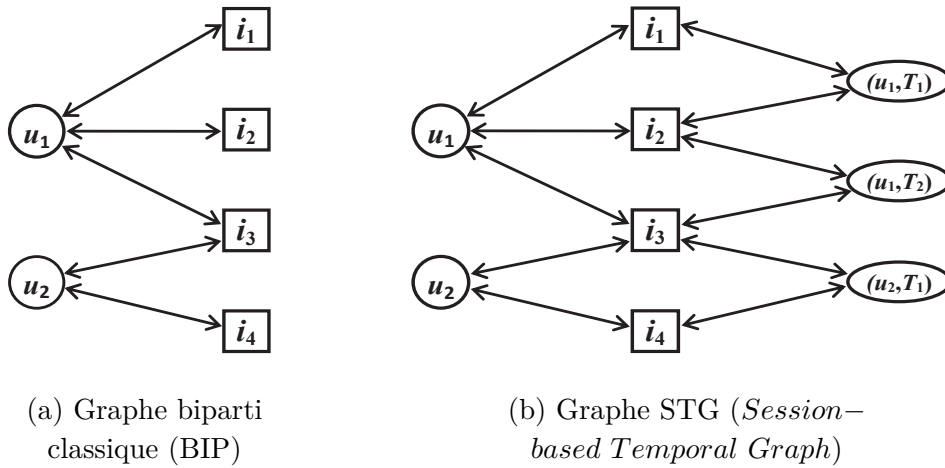 i₁
i₂
u₁
i₃
u₂
i₄
(a) Graphe biparti
classique (BIP)
i₁
(u₁,T₁)
u₁
i₂
(u₁,T₂)
i₃
u₂
(u₂,T₁)
i₄
(b) Graphe STG (Session–
based Temporal Graph)